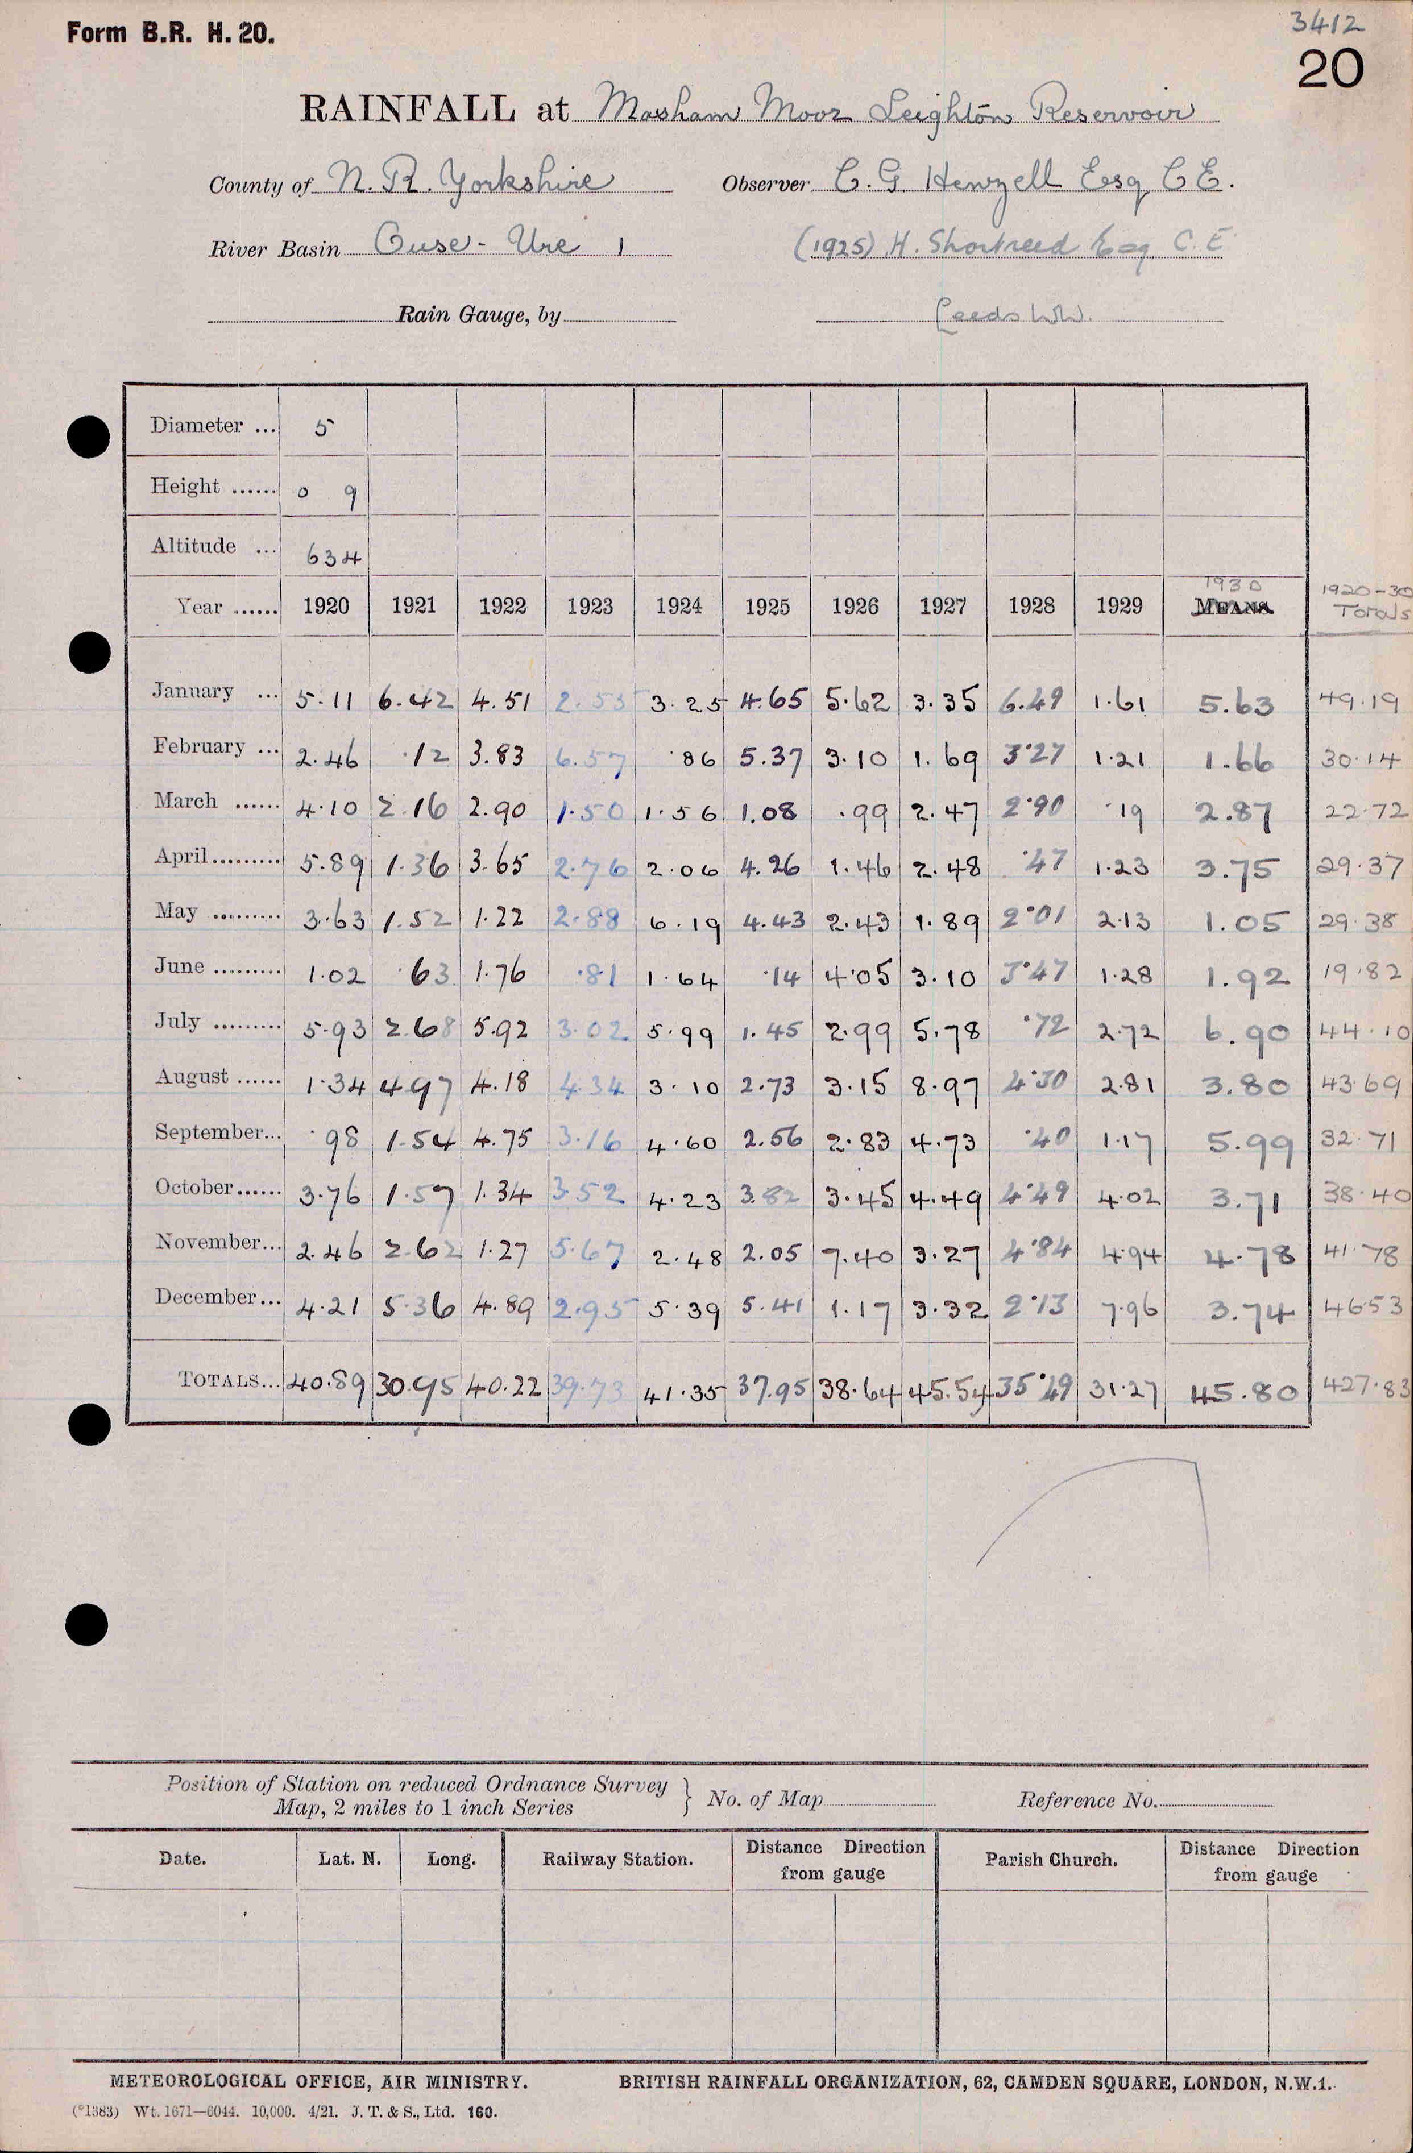 Form B.R. H. 20.
3412
20
RAINFALL at Masham Moor Leighton Reservoir
County of N. R. Yorkshire Observer C. G. Henzell Esq C E.
River Basin Ouse - Ure 1 (1925) H. Shortreed Esq. C. E
Rain Gauge, by Leeds WW.
Diameter ... 5
Height ...... 0 9
Altitude ... 634
1930 1920-30
Year ...... 1920 1921 1922 1923 1924 1925 1926 1927 1928 1929 MEANS Totals
January ... 5.11 6.42 4.51 2.55 3.25 4.65 5.62 3.35 6.49 1.61 5.63 49.19
February ... 2.46 .12 3.83 6.57 .86 5.37 3.10 1.69 3.27 1.21 1.66 30.14
March ...... 4.10 2.16 2.90 1.50 1.56 1.08 .99 2.47 2.90 .19 2.87 22.72
April......... 5.89 1.36 3.65 2.76 2.06 4.26 1.46 2.48 .47 1.23 3.75 29.37
May ......... 3.63 1.52 1.22 2.88 6.19 4.43 2.43 1.89 2.01 2.13 1.05 29.38
June ......... 1.02 .63 1.76 .81 1.64 .14 4.05 3.10 3.47 1.28 1.92 19.82
July ......... 5.93 2.68 5.92 3.02 5.99 1.45 2.99 5.78 .72 2.72 6.90 44.10
August ...... 1.34 4.97 4.18 4.34 3.10 2.73 3.15 8.97 4.30 2.81 3.80 43.69
September... .98 1.54 4.75 3.16 4.60 2.56 2.83 4.73 .40 1.17 5.99 32.71
October...... 3.76 1.57 1.34 3.52 4.23 3.82 3.45 4.49 4.49 4.02 3.71 38.40
November... 2.46 2.62 1.27 5.67 2.48 2.05 7.40 3.27 4.84 4.94 4.78 41.78
December... 4.21 5.36 4.89 2.95 5.39 5.41 1.17 3.32 2.13 7.96 3.74 46.53
TOTALS... 40.89 30.95 40.22 39.73 41.35 37.95 38.64 45.54 35.49 31.27 45.80 427.83
Position of Station on reduced Ordnance Survey
Map, 2 miles to 1 inch Series } No. of Map Reference No.
Date. Lat. N. Long. Railway Station. Distance Direction from gauge Parish Church. Distance Direction from gauge
METEOROLOGICAL OFFICE, AIR MINISTRY. BRITISH RAINFALL ORGANIZATION, 62, CAMDEN SQUARE, LONDON, N.W.1.
(*1383) Wt. 1671—6044. 10,000. 4/21. J. T. & S., Ltd. 160.